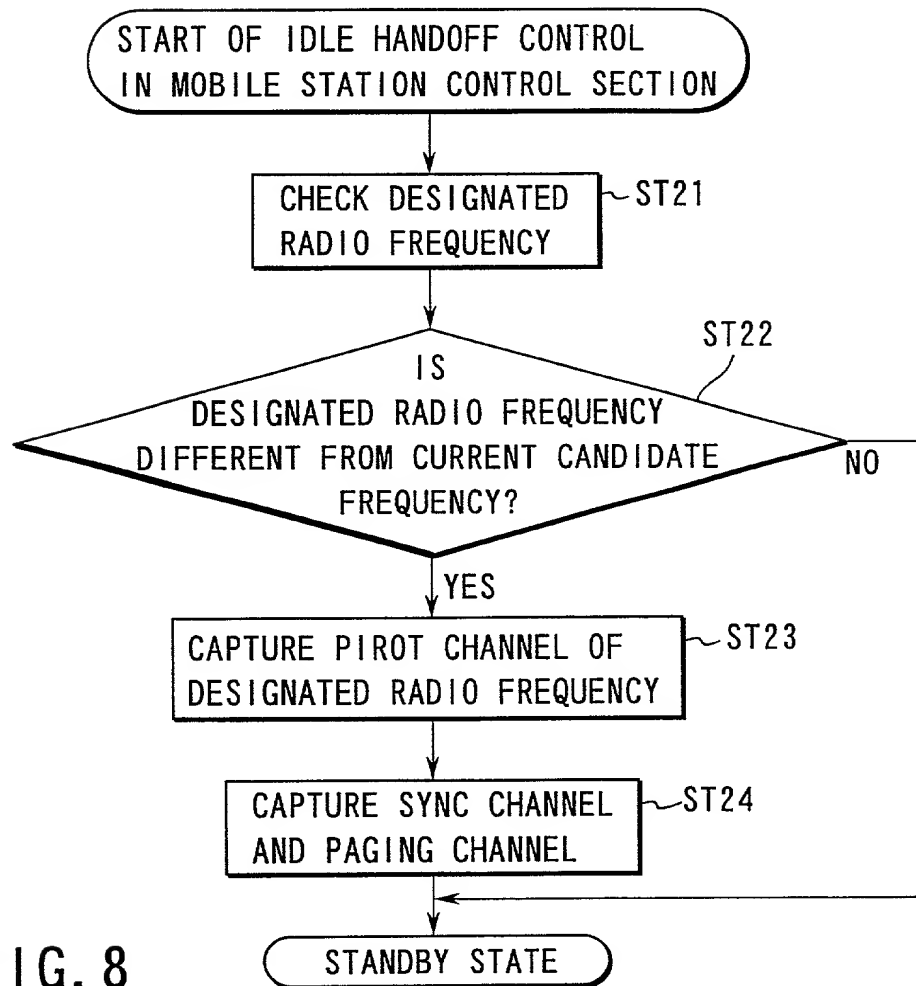 START OF IDLE HANDOFF CONTROL
IN MOBILE STATION CONTROL SECTION
CHECK DESIGNATED
RADIO FREQUENCY
ST21
ST22
IS
DESIGNATED RADIO FREQUENCY
DIFFERENT FROM CURRENT CANDIDATE
FREQUENCY?
NO
YES
CAPTURE PIROT CHANNEL OF
DESIGNATED RADIO FREQUENCY
ST23
CAPTURE SYNC CHANNEL
AND PAGING CHANNEL
ST24
STANDBY STATE
IG. 8